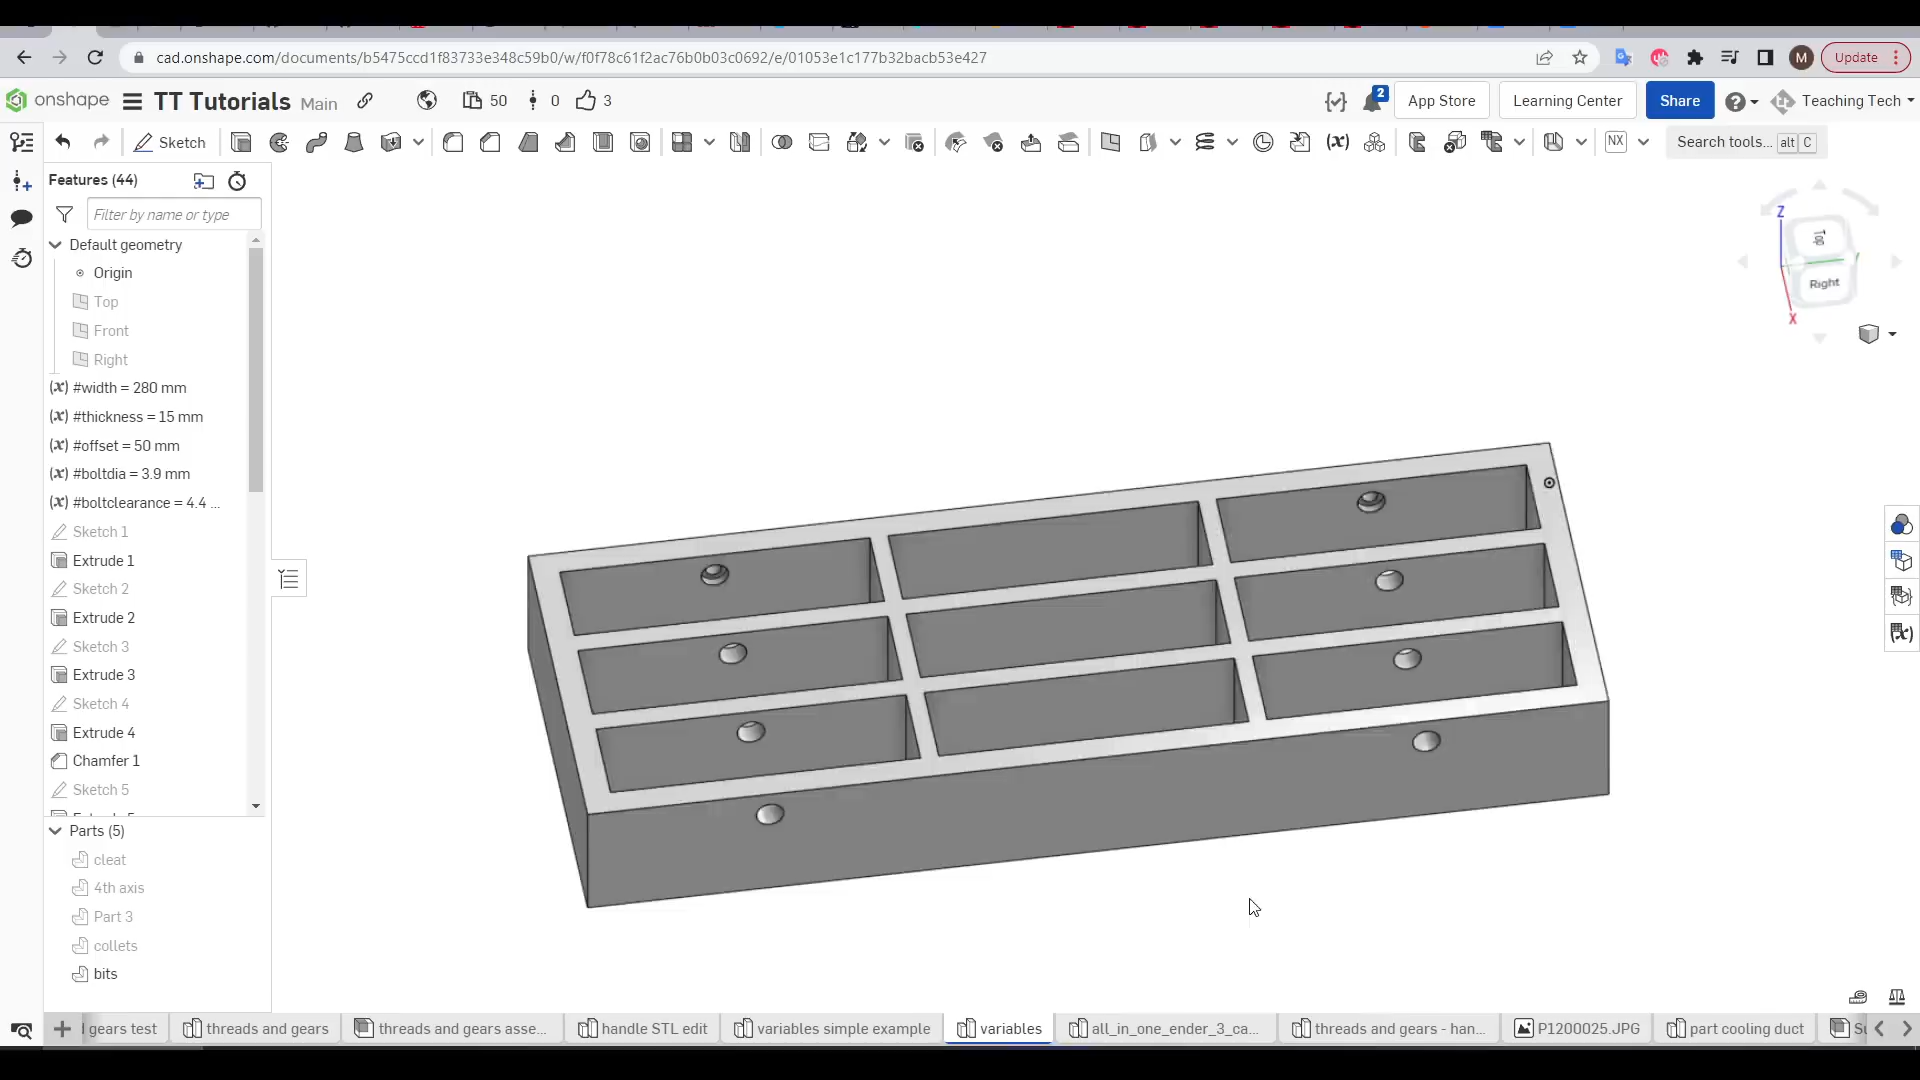 cad.onshape.com/documents/b5475ccd1f83733e348c59b0/w/f0f78c61f2ac76b0b03c0692/e/01053e1c177b32bacb53e427
M
Update
onshape
TT Tutorials Main
50
0
3
2
App Store
Learning Center
Share
Teaching Tech
Sketch
NX
Search tools... alt C
Features (44)
Filter by name or type
Default geometry
Origin
Top
Front
Right
(x) #width = 280 mm
(x) #thickness = 15 mm
(x) #offset = 50 mm
(x) #boltdia = 3.9 mm
(x) #boltclearance = 4.4 ...
Sketch 1
Extrude 1
Sketch 2
Extrude 2
Sketch 3
Extrude 3
Sketch 4
Extrude 4
Chamfer 1
Sketch 5
Parts (5)
cleat
4th axis
Part 3
collets
bits
Z
Top
Right
X
gears test
threads and gears
threads and gears asse...
handle STL edit
variables simple example
variables
all_in_one_ender_3_ca...
threads and gears - han...
P1200025.JPG
part cooling duct